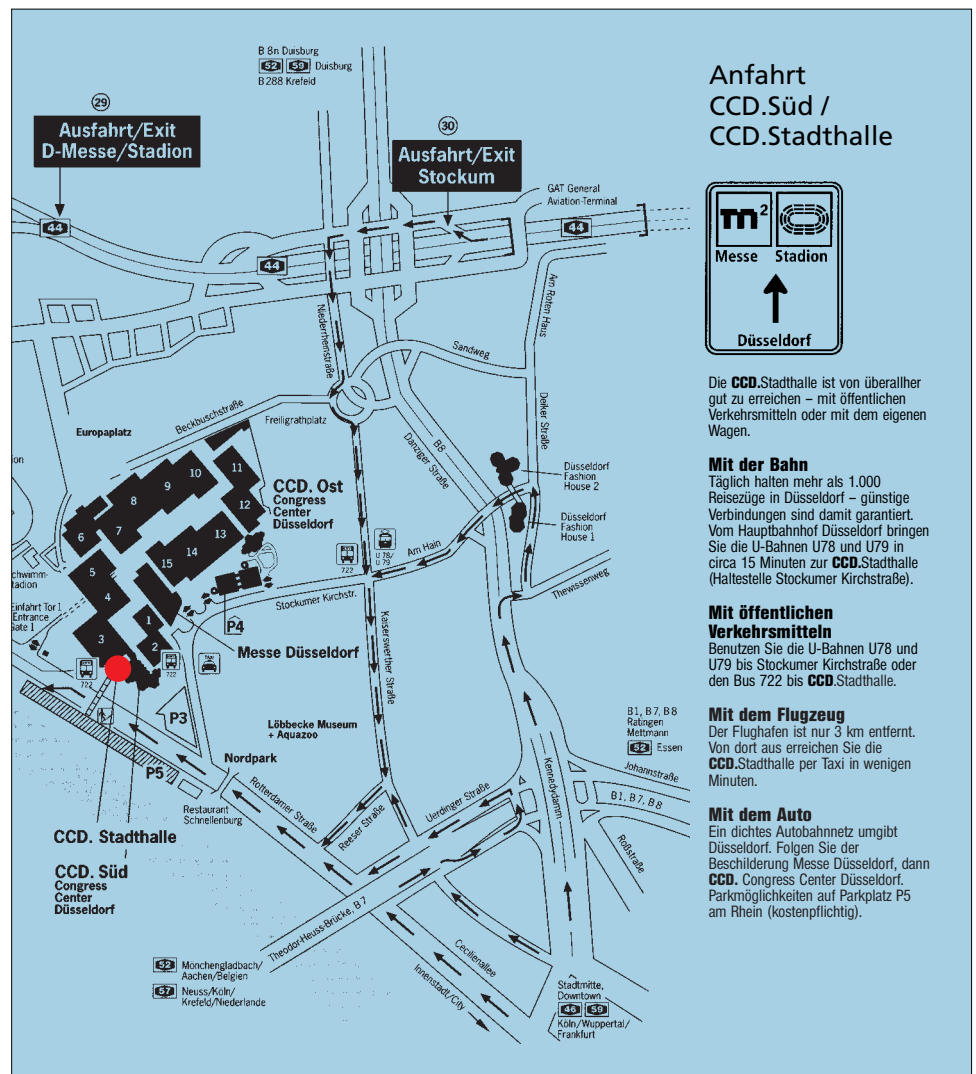 B 8n Duisburg
52 59 Duisburg
B 288 Krefeld
29
Ausfahrt/Exit
D-Messe/Stadion
30
Ausfahrt/Exit
Stockum
GAT General
Aviation-Terminal
44
44
44
Am Roten Haus
Niederrheinstraße
Sandweg
Deiker Straße
Beckbuschstraße
Freiligrathplatz
Europaplatz
B8
Danziger Straße
Düsseldorf
Fashion
House 2
Düsseldorf
Fashion
House 1
CCD. Ost
Congress
Center
Düsseldorf
1
2
3
4
5
6
7
8
9
10
11
12
13
14
15
722
U 78/
U 79
Am Hain
Stockumer Kirchstr.
Thewissenweg
Kaiserswerther Straße
P4
Messe Düsseldorf
Einfahrt Tor 1
Entrance
Gate 1
722
722
TAXI
P3
P5
Löbbecke Museum
+ Aquazoo
Nordpark
Restaurant
Schnellenburg
Rotterdamer Straße
Reeser Straße
Uerdinger Straße
Kennedydamm
B1, B7, B8
Ratingen
Mettmann
52 Essen
Johannstraße
B1, B7, B8
Roßstraße
CCD. Stadthalle
CCD. Süd
Congress
Center
Düsseldorf
Theodor-Heuss-Brücke, B 7
Cecilienallee
Innenstadt/City
52 Mönchengladbach/
Aachen/Belgien
57 Neuss/Köln/
Krefeld/Niederlande
Stadtmitte,
Downtown
46 59
Köln/Wuppertal/
Frankfurt
Anfahrt
CCD.Süd /
CCD.Stadthalle
m²
Messe Stadion
Düsseldorf
Die CCD.Stadthalle ist von überallher
gut zu erreichen – mit öffentlichen
Verkehrsmitteln oder mit dem eigenen
Wagen.
Mit der Bahn
Täglich halten mehr als 1.000
Reisezüge in Düsseldorf – günstige
Verbindungen sind damit garantiert.
Vom Hauptbahnhof Düsseldorf bringen
Sie die U-Bahnen U78 und U79 in
circa 15 Minuten zur CCD.Stadthalle
(Haltestelle Stockumer Kirchstraße).
Mit öffentlichen
Verkehrsmitteln
Benutzen Sie die U-Bahnen U78 und
U79 bis Stockumer Kirchstraße oder
den Bus 722 bis CCD.Stadthalle.
Mit dem Flugzeug
Der Flughafen ist nur 3 km entfernt.
Von dort aus erreichen Sie die
CCD.Stadthalle per Taxi in wenigen
Minuten.
Mit dem Auto
Ein dichtes Autobahnnetz umgibt
Düsseldorf. Folgen Sie der
Beschilderung Messe Düsseldorf, dann
CCD. Congress Center Düsseldorf.
Parkmöglichkeiten auf Parkplatz P5
am Rhein (kostenpflichtig).